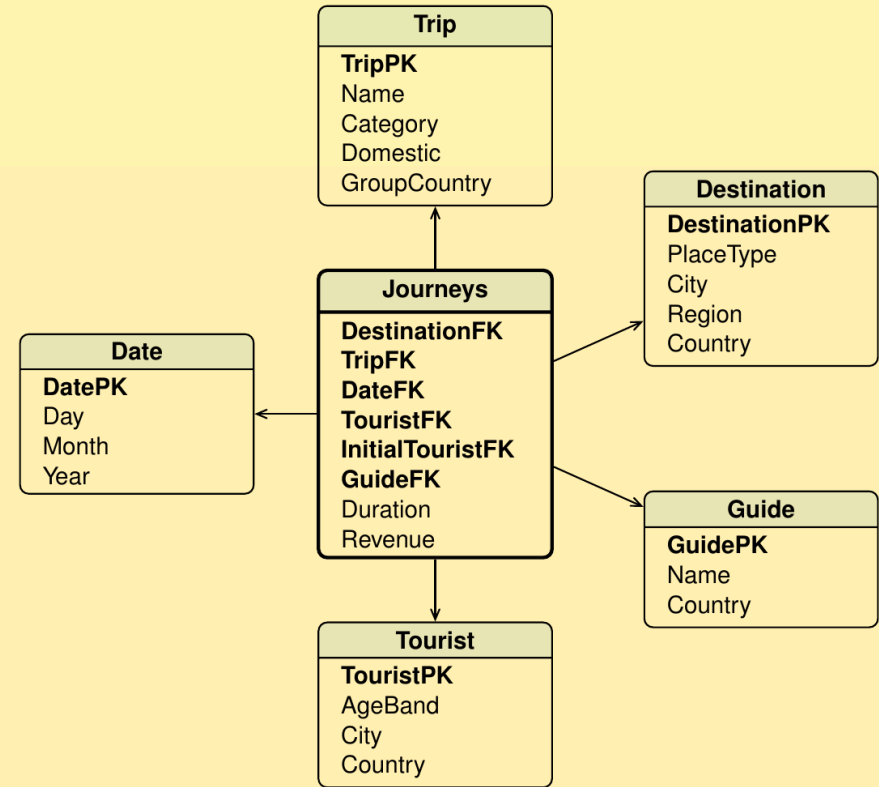 Trip
TripPK
Name
Category
Domestic
GroupCountry
Destination
DestinationPK
PlaceType
City
Region
Country
Journeys
DestinationFK
TripFK
DateFK
TouristFK
InitialTouristFK
GuideFK
Duration
Revenue
Date
DatePK
Day
Month
Year
Guide
GuidePK
Name
Country
Tourist
TouristPK
AgeBand
City
Country